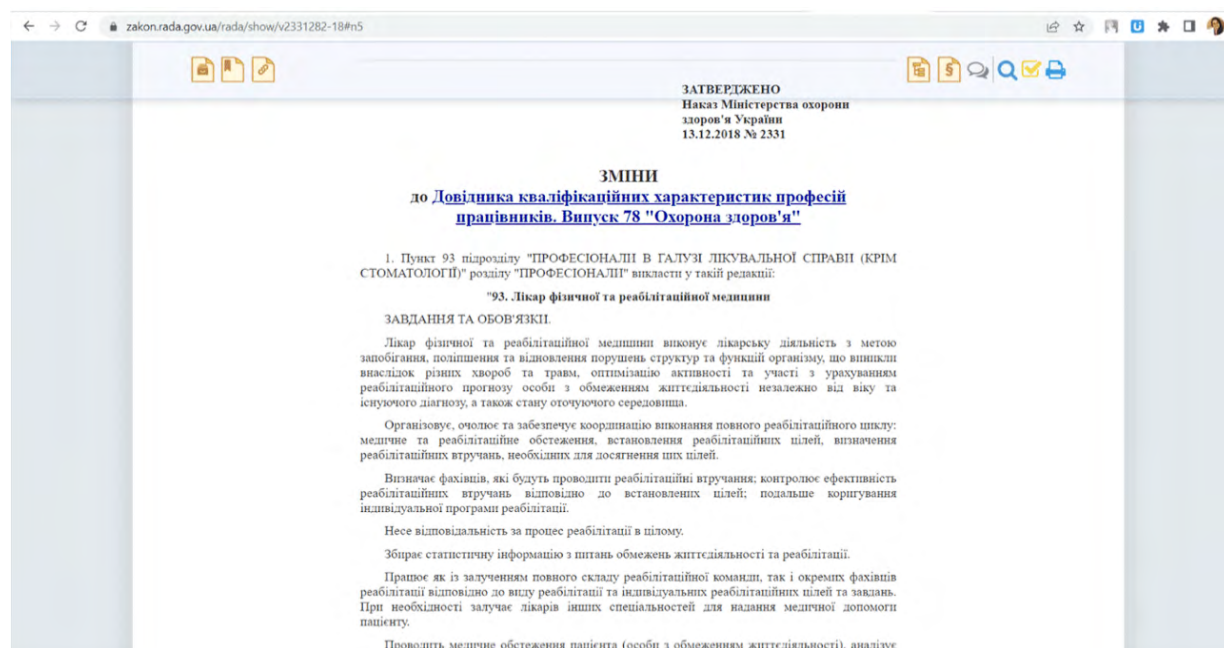 zakon.rada.gov.ua/rada/show/v2331282-18#n5
ЗАТВЕРДЖЕНО
Наказ Міністерства охорони
здоров'я України
13.12.2018 № 2331
ЗМІНИ
до Довідника кваліфікаційних характеристик професій
працівників. Випуск 78 "Охорона здоров'я"
1. Пункт 93 підрозділу "ПРОФЕСІОНАЛИ В ГАЛУЗІ ЛІКУВАЛЬНОЇ СПРАВИ (КРІМ
СТОМАТОЛОГІЇ)" розділу "ПРОФЕСІОНАЛИ" викласти у такій редакції:
"93. Лікар фізичної та реабілітаційної медицини
ЗАВДАННЯ ТА ОБОВ'ЯЗКИ.
Лікар фізичної та реабілітаційної медицини виконує лікарську діяльність з метою
запобігання, поліпшення та відновлення порушень структур та функцій організму, що виникли
внаслідок різних хвороб та травм, оптимізацію активності та участі з урахуванням
реабілітаційного прогнозу особи з обмеженням життєдіяльності незалежно від віку та
існуючого діагнозу, а також стану оточуючого середовища.
Організовує, очолює та забезпечує координацію виконання повного реабілітаційного циклу:
медичне та реабілітаційне обстеження, встановлення реабілітаційних цілей, визначення
реабілітаційних втручань, необхідних для досягнення цих цілей.
Визначає фахівців, які будуть проводити реабілітаційні втручання; контролює ефективність
реабілітаційних втручань відповідно до встановлених цілей; подальше коригування
індивідуальної програми реабілітації.
Несе відповідальність за процес реабілітації в цілому.
Збирає статистичну інформацію з питань обмежень життєдіяльності та реабілітації.
Працює як із залученням повного складу реабілітаційної команди, так і окремих фахівців
реабілітації відповідно до виду реабілітації та індивідуальних реабілітаційних цілей та завдань.
При необхідності залучає лікарів інших спеціальностей для надання медичної допомоги
пацієнту.
Проводить медичне обстеження пацієнта (особи з обмеженням життєдіяльності), аналізує